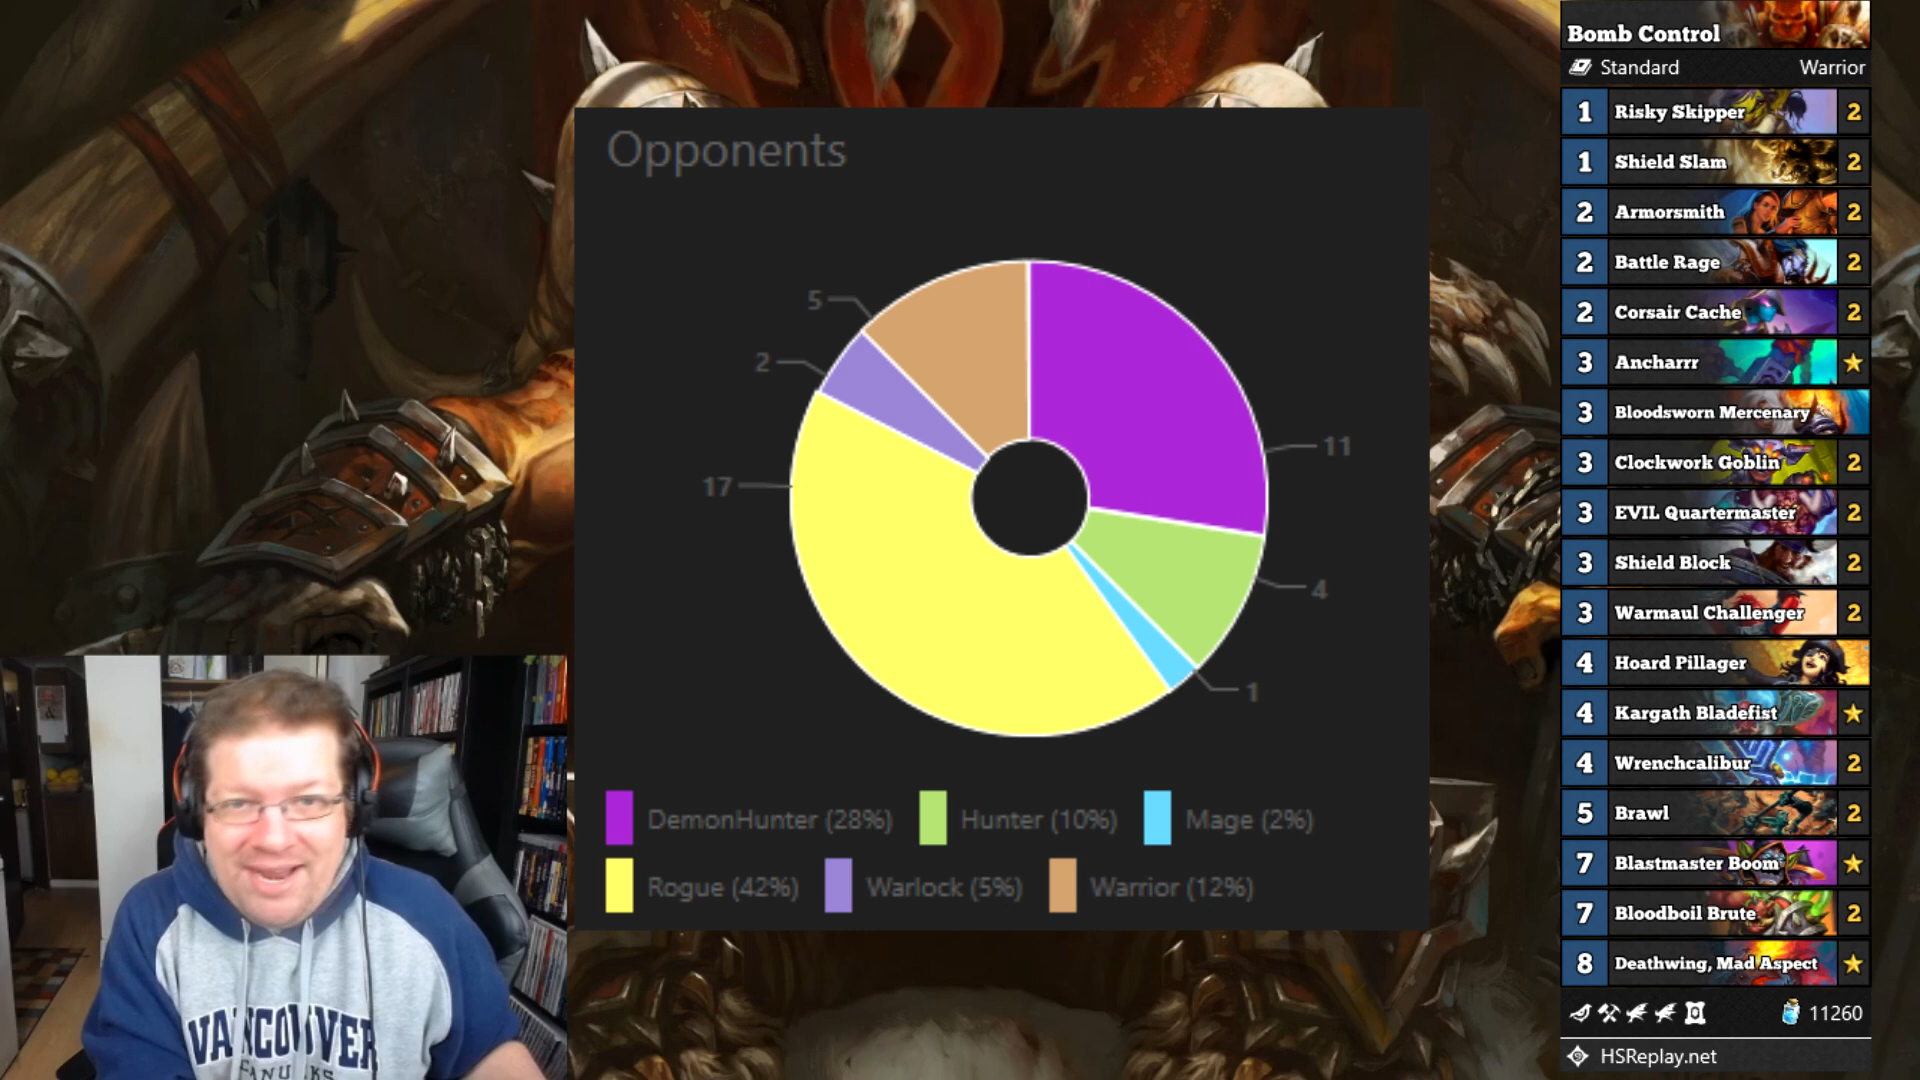 Opponents
5
2
17
11
4
1
DemonHunter (28%) Hunter (10%) Mage (2%)
Rogue (42%) Warlock (5%) Warrior (12%)
VANCOUVER
CANUCKS
Bomb Control
Standard Warrior
1 Risky Skipper 2
1 Shield Slam 2
2 Armorsmith 2
2 Battle Rage 2
2 Corsair Cache 2
3 Ancharrr
3 Bloodsworn Mercenary
3 Clockwork Goblin 2
3 EVIL Quartermaster 2
3 Shield Block 2
3 Warmaul Challenger 2
4 Hoard Pillager
4 Kargath Bladefist
4 Wrenchcalibur 2
5 Brawl 2
7 Blastmaster Boom
7 Bloodboil Brute 2
8 Deathwing, Mad Aspect
11260
HSReplay.net